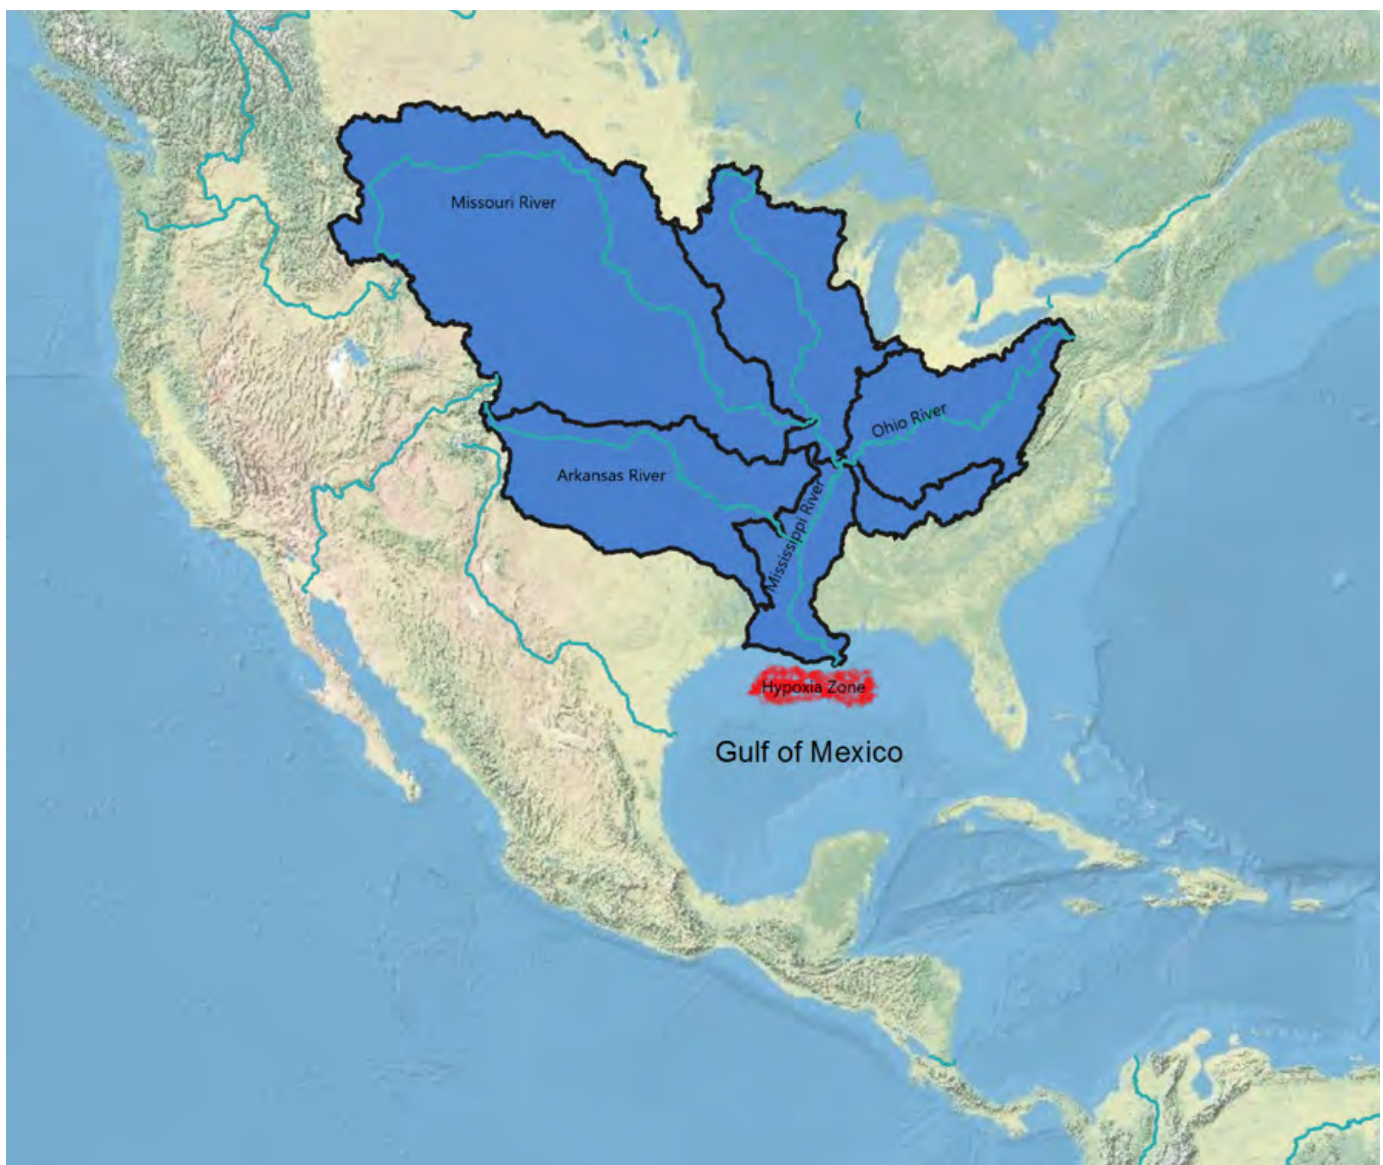 Missouri River
Ohio River
Arkansas River
Mississippi River
Hypoxia Zone
Gulf of Mexico